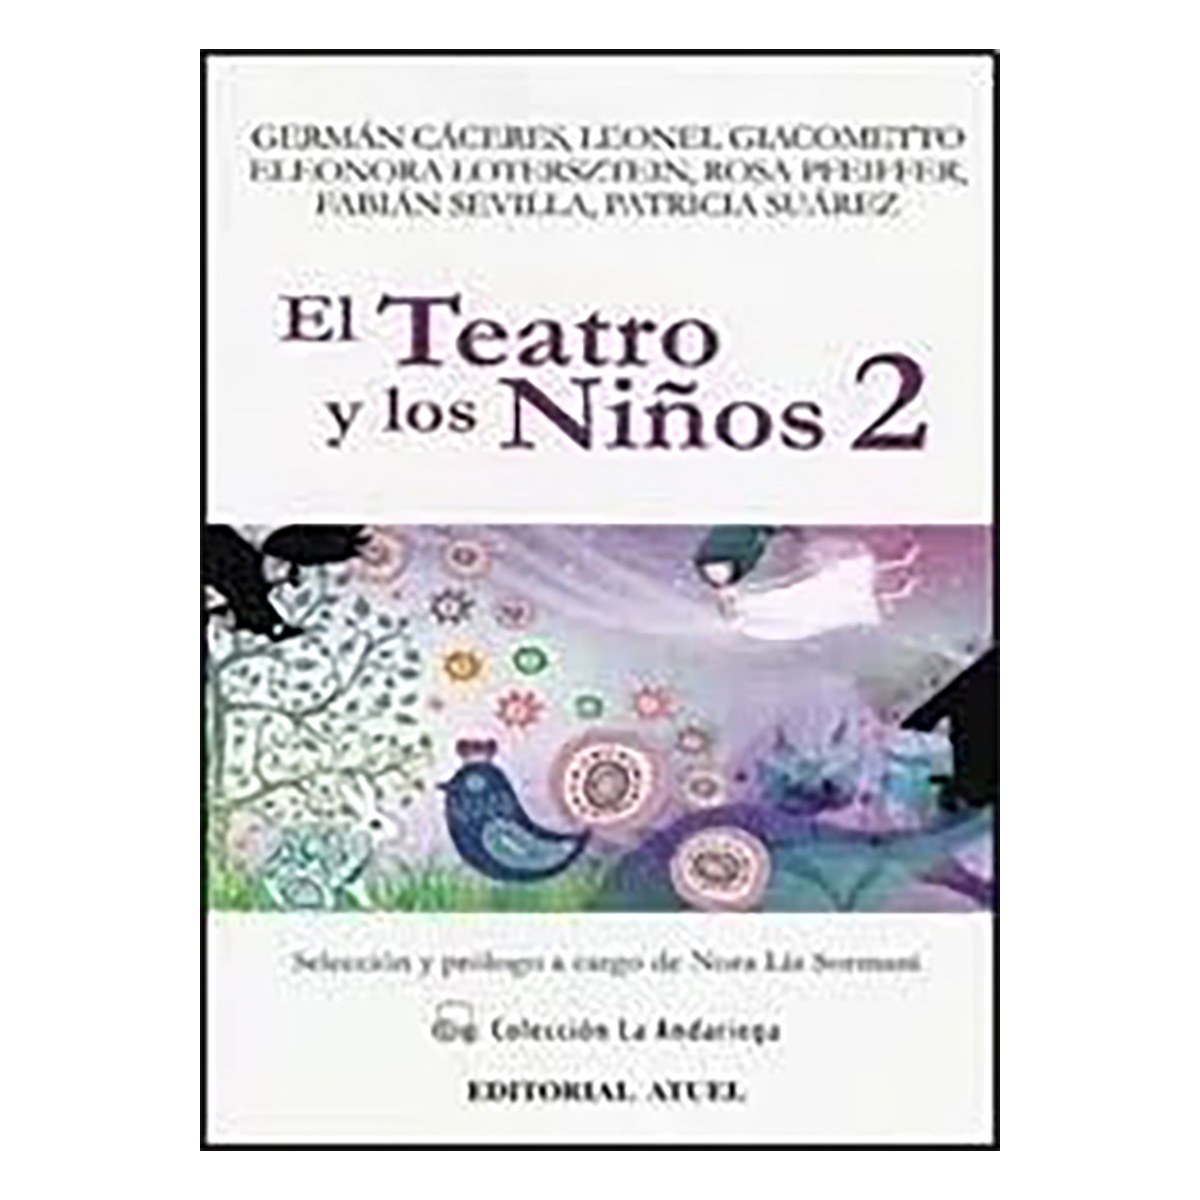 GERMÁN CÁCERES, LEONEL GIACOMETTO
ELEONORA LOTERSZTEIN, ROSA PFEIFFER,
FABIÁN SEVILLA, PATRICIA SUÁREZ
El Teatro
y los Niños 2
Selección y prólogo a cargo de Nora Lía Sormani
Colección La Andariega
EDITORIAL ATUEL